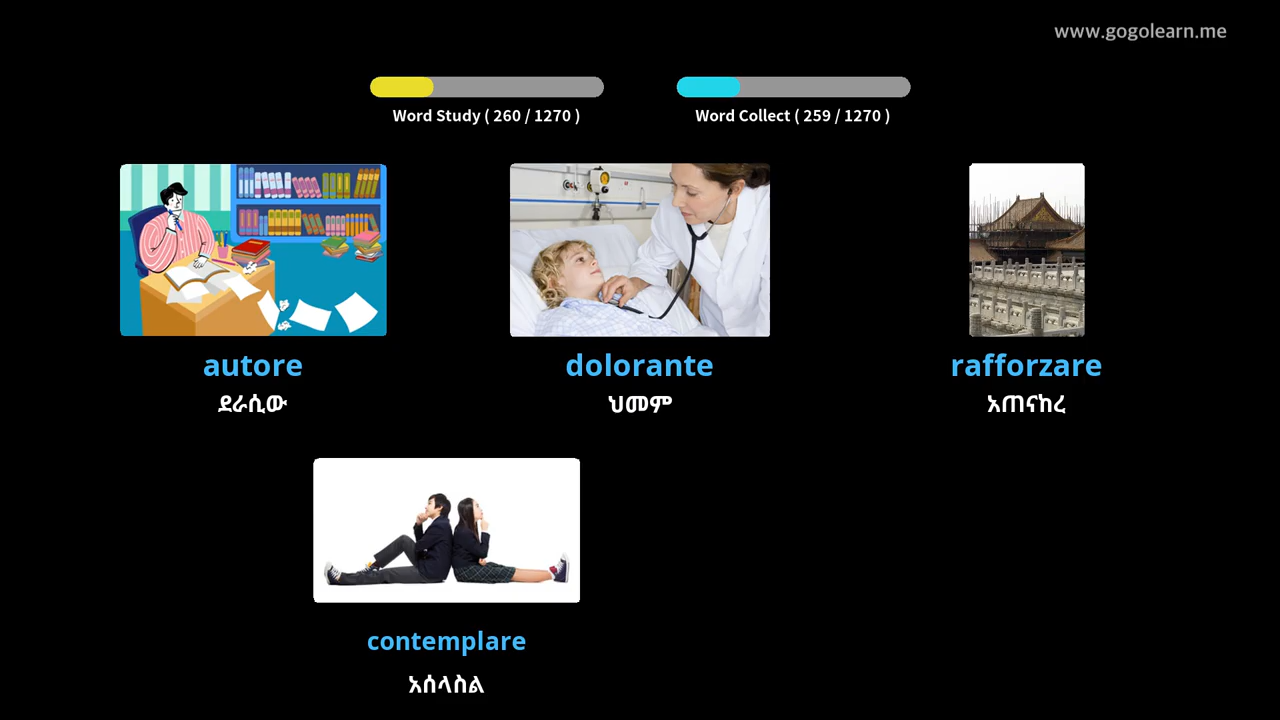 www.gogolearn.me
Word Study ( 260 / 1270 )
Word Collect ( 259 / 1270 )
autore
ደራሲው
dolorante
ህመም
rafforzare
አጠናከረ
contemplare
አሰላስል